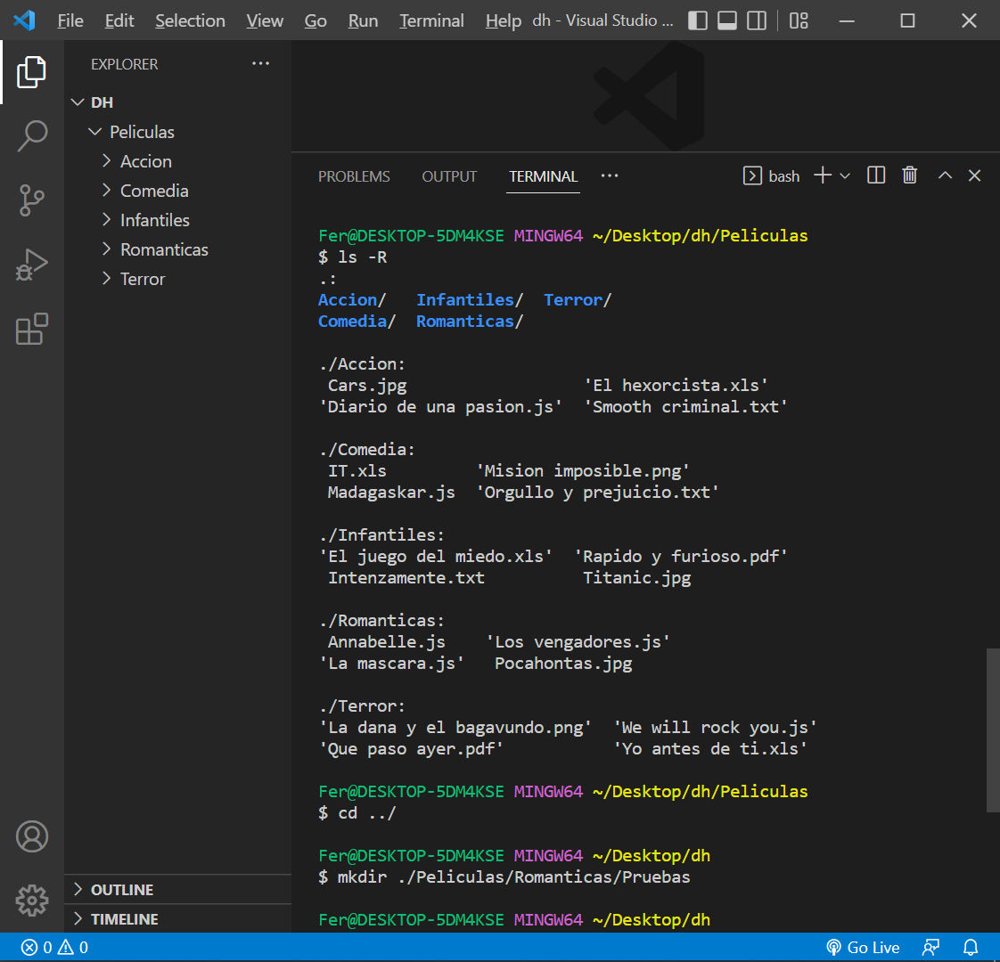 File Edit Selection View Go Run Terminal Help dh - Visual Studio ...
EXPLORER ...
DH
Peliculas
Accion
Comedia
Infantiles
Romanticas
Terror
OUTLINE
TIMELINE
PROBLEMS OUTPUT TERMINAL ... bash
Fer@DESKTOP-5DM4KSE MINGW64 ~/Desktop/dh/Peliculas
$ ls -R
.:
Accion/ Infantiles/ Terror/
Comedia/ Romanticas/
./Accion:
Cars.jpg 'El hexorcista.xls'
'Diario de una pasion.js' 'Smooth criminal.txt'
./Comedia:
IT.xls 'Mision imposible.png'
Madagaskar.js 'Orgullo y prejuicio.txt'
./Infantiles:
'El juego del miedo.xls' 'Rapido y furioso.pdf'
Intenzamente.txt Titanic.jpg
./Romanticas:
Annabelle.js 'Los vengadores.js'
'La mascara.js' Pocahontas.jpg
./Terror:
'La dana y el bagavundo.png' 'We will rock you.js'
'Que paso ayer.pdf' 'Yo antes de ti.xls'
Fer@DESKTOP-5DM4KSE MINGW64 ~/Desktop/dh/Peliculas
$ cd ../
Fer@DESKTOP-5DM4KSE MINGW64 ~/Desktop/dh
$ mkdir ./Peliculas/Romanticas/Pruebas
Fer@DESKTOP-5DM4KSE MINGW64 ~/Desktop/dh
0 0 Go Live